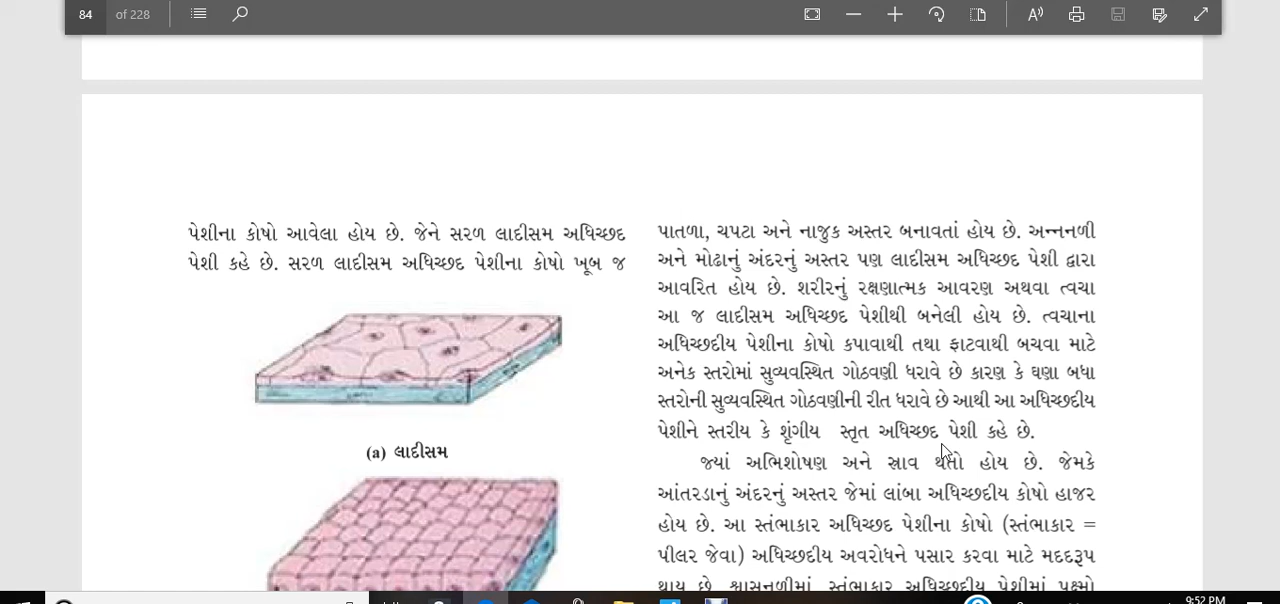 84 of 228
પેશીના કોષો આવેલા હોય છે. જેને સરળ લાદીસમ અધિચ્છદ
પેશી કહે છે. સરળ લાદીસમ અધિચ્છદ પેશીના કોષો ખૂબ જ
(a) લાદીસમ
પાતળા, ચપટા અને નાજુક અસ્તર બનાવતાં હોય છે. અન્નનળી
અને મોઢાનું અંદરનું અસ્તર પણ લાદીસમ અધિચ્છદ પેશી દ્વારા
આવરિત હોય છે. શરીરનું રક્ષણાત્મક આવરણ અથવા ત્વચા
આ જ લાદીસમ અધિચ્છદ પેશીથી બનેલી હોય છે. ત્વચાના
અધિચ્છદીય પેશીના કોષો કપાવાથી તથા ફાટવાથી બચવા માટે
અનેક સ્તરોમાં સુવ્યવસ્થિત ગોઠવણી ધરાવે છે કારણ કે ઘણા બધા
સ્તરોની સુવ્યવસ્થિત ગોઠવણીની રીત ધરાવે છે આથી આ અધિચ્છદીય
પેશીને સ્તરીય કે શૃંગીય સ્તૃત અધિચ્છદ પેશી કહે છે.
જ્યાં અભિશોષણ અને સ્રાવ થતો હોય છે. જેમકે
આંતરડાનું અંદરનું અસ્તર જેમાં લાંબા અધિચ્છદીય કોષો હાજર
હોય છે. આ સ્તંભાકાર અધિચ્છદ પેશીના કોષો (સ્તંભાકાર =
પીલર જેવા) અધિચ્છદીય અવરોધને પસાર કરવા માટે મદદરૂપ
થાય છે. શ્વાસનળીમાં સ્તંભાકાર અધિચ્છદીય પેશીમાં પક્ષ્મો
9:52 PM